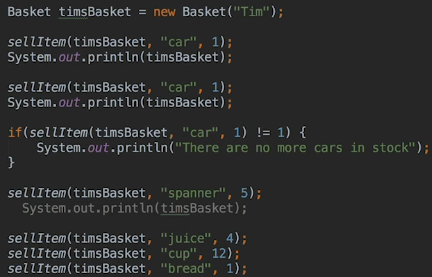 Basket timsBasket = new Basket("Tim");
sellItem(timsBasket, "car", 1);
System.out.println(timsBasket);
sellItem(timsBasket, "car", 1);
System.out.println(timsBasket);
if(sellItem(timsBasket, "car", 1) != 1) {
System.out.println("There are no more cars in stock");
}
sellItem(timsBasket, "spanner", 5);
System.out.println(timsBasket);
sellItem(timsBasket, "juice", 4);
sellItem(timsBasket, "cup", 12);
sellItem(timsBasket, "bread", 1);